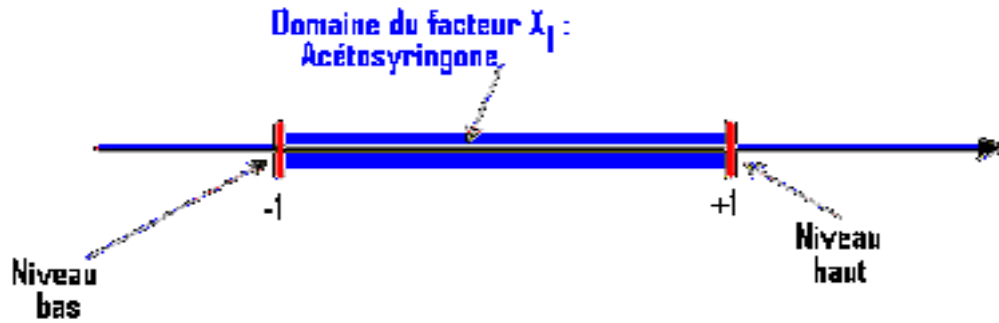 Domaine du facteur X₁ :
Acétosyringone
-1
+1
Niveau
bas
Niveau
haut